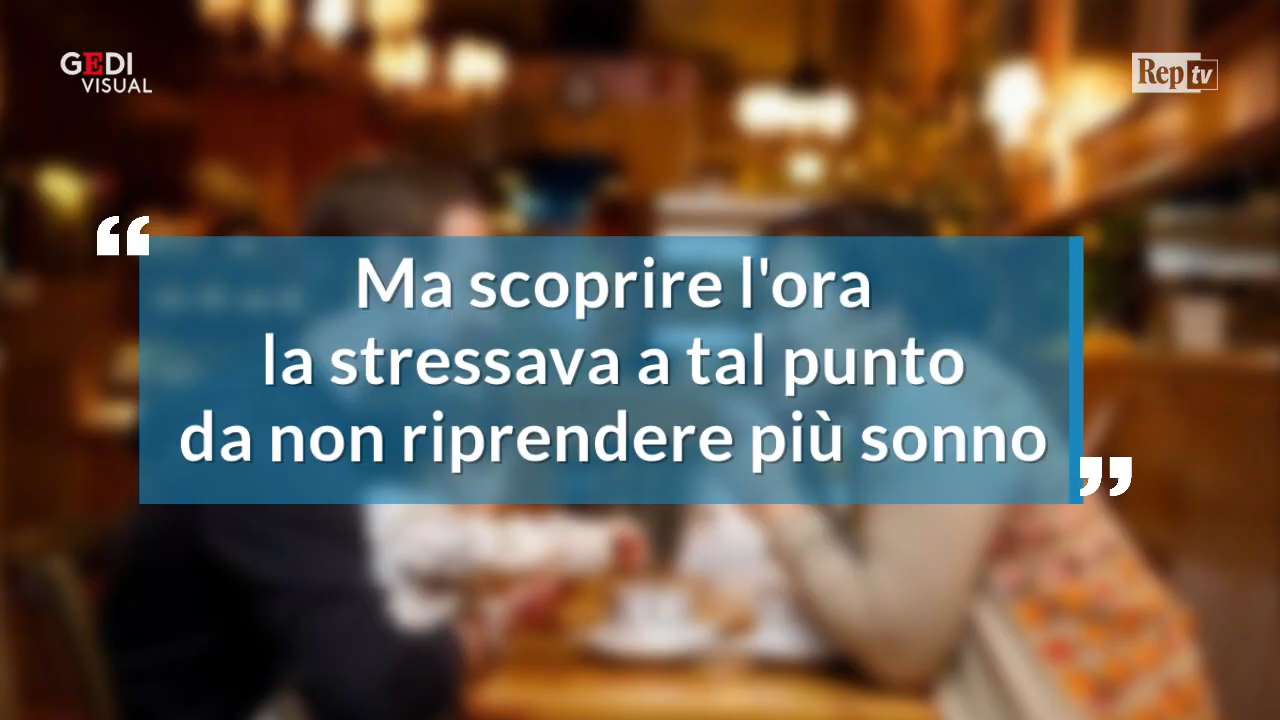 GEDI
VISUAL
Rep tv
“
Ma scoprire l'ora
la stressava a tal punto
da non riprendere più sonno
”